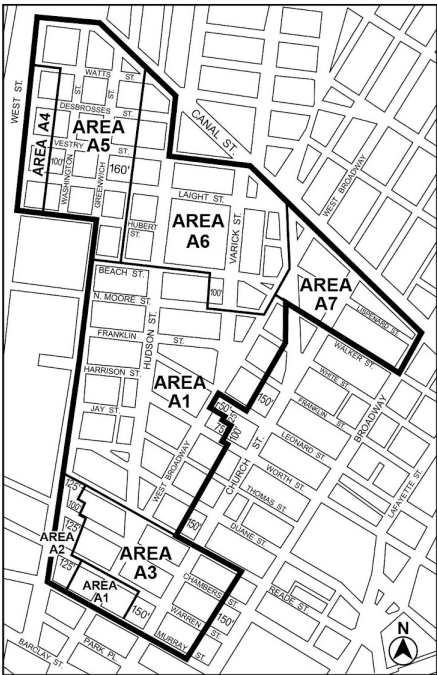 WATTS
ST.
ST.
DESBROSSES
ST.
WEST ST.
AREA A4
AREA
A5
CANAL ST.
VESTRY
ST.
100'
160'
WASHINGTON
GREENWICH
LAIGHT ST.
WEST BROADWAY
HUBERT
ST.
AREA
A6
VARICK ST.
BEACH ST.
100'
AREA
A7
N. MOORE ST.
LISPENARD ST.
HUDSON ST.
FRANKLIN
ST.
WALKER ST.
HARRISON ST.
AREA
A1
WHITE ST.
150'
BROADWAY
JAY ST.
50'
25'
75'
100'
FRANKLIN ST.
LEONARD ST.
CHURCH ST.
WEST BROADWAY
WORTH ST.
LAFAYETTE ST.
125'
100'
THOMAS ST.
125'
150'
DUANE ST.
AREA
A2
AREA
A3
125'
AREA
A1
CHAMBERS ST.
READE ST.
150'
150'
WARREN ST.
MURRAY ST.
PARK PL.
BARCLAY ST.
N